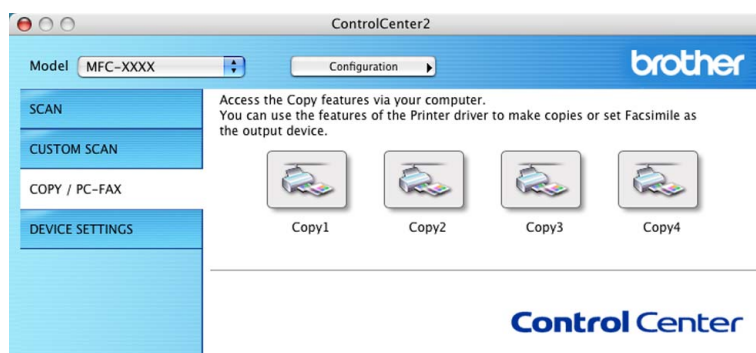 ControlCenter2
Model MFC-XXXX Configuration
brother
SCAN
CUSTOM SCAN
COPY / PC-FAX
DEVICE SETTINGS
Access the Copy features via your computer.
You can use the features of the Printer driver to make copies or set Facsimile as
the output device.
Copy1 Copy2 Copy3 Copy4
Control Center